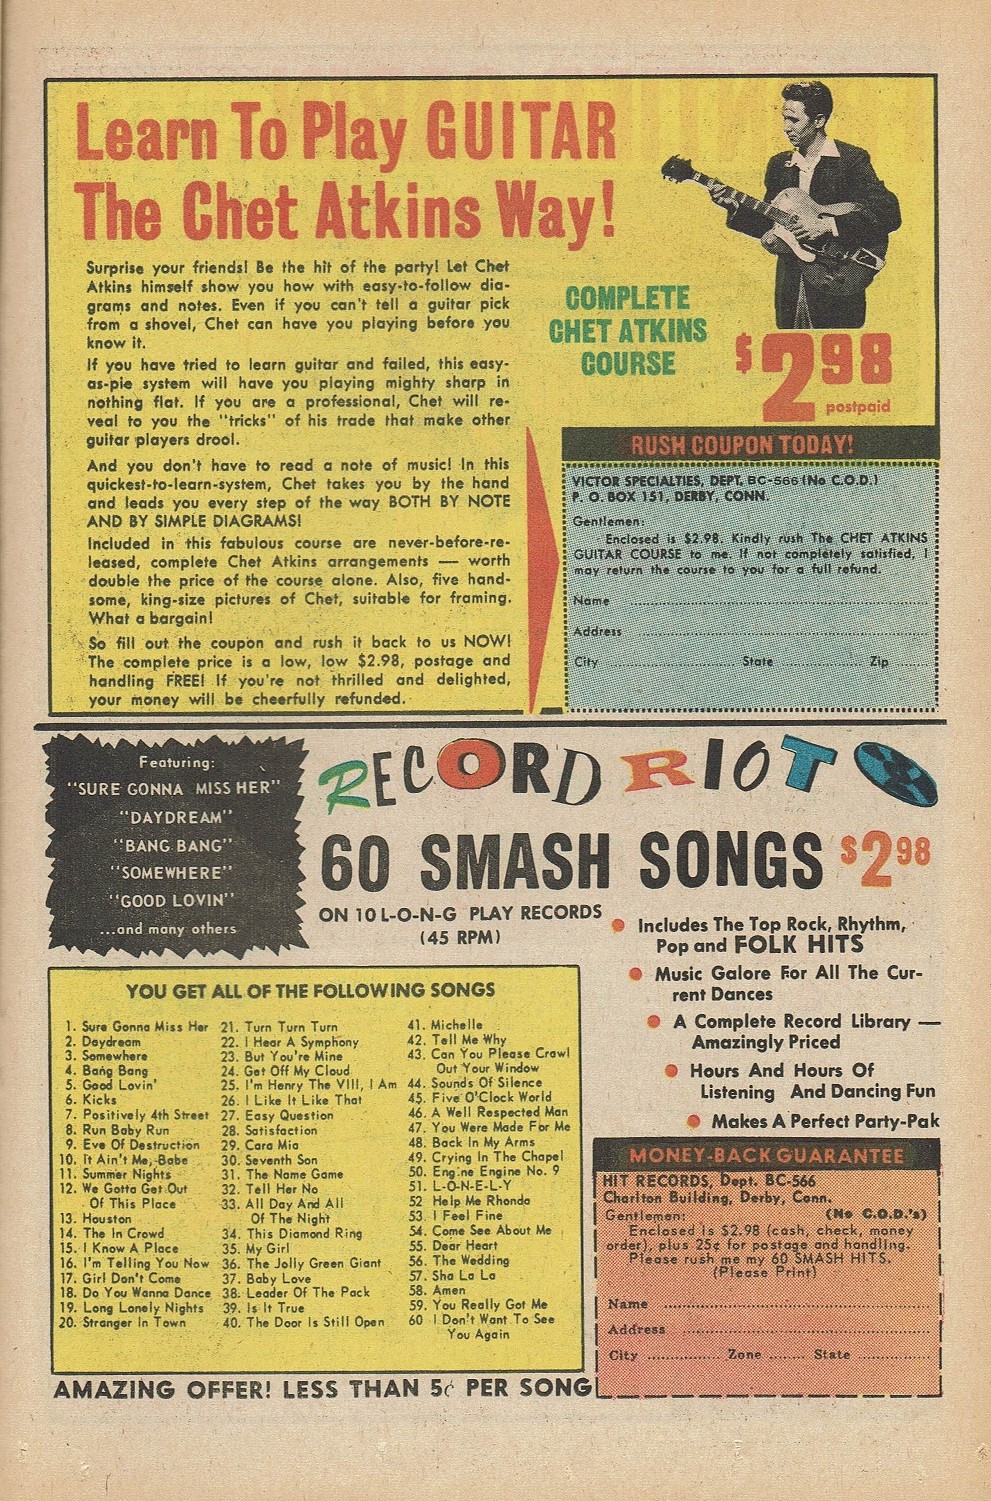 Learn To Play GUITAR
The Chet Atkins Way!
Surprise your friends! Be the hit of the party! Let Chet
Atkins himself show you how with easy-to-follow dia-
grams and notes. Even if you can't tell a guitar pick
from a shovel, Chet can have you playing before you
know it.
If you have tried to learn guitar and failed, this easy-
as-pie system will have you playing mighty sharp in
nothing flat. If you are a professional, Chet will re-
veal to you the "tricks" of his trade that make other
guitar players drool.
And you don't have to read a note of music! In this
quickest-to-learn-system, Chet takes you by the hand
and leads you every step of the way BOTH BY NOTE
AND BY SIMPLE DIAGRAMS!
Included in this fabulous course are never-before-re-
leased, complete Chet Atkins arrangements — worth
double the price of the course alone. Also, five hand-
some, king-size pictures of Chet, suitable for framing.
What a bargain!
So fill out the coupon and rush it back to us NOW!
The complete price is a low, low $2.98, postage and
handling FREE! If you're not thrilled and delighted,
your money will be cheerfully refunded.
COMPLETE
CHET ATKINS
COURSE
$2.98
postpaid
RUSH COUPON TODAY!
VICTOR SPECIALTIES, DEPT. BC-566 (No C.O.D.)
P. O. BOX 151, DERBY, CONN.
Gentlemen:
Enclosed is $2.98. Kindly rush The CHET ATKINS
GUITAR COURSE to me. If not completely satisfied, I
may return the course to you for a full refund.
Name
Address
City State Zip
Featuring:
"SURE GONNA MISS HER"
"DAYDREAM"
"BANG BANG"
"SOMEWHERE"
"GOOD LOVIN"
...and many others
RECORD RIOT
60 SMASH SONGS $2.98
ON 10 L-O-N-G PLAY RECORDS
(45 RPM)
Includes The Top Rock, Rhythm,
Pop and FOLK HITS
Music Galore For All The Cur-
rent Dances
A Complete Record Library —
Amazingly Priced
Hours And Hours Of
Listening And Dancing Fun
Makes A Perfect Party-Pak
YOU GET ALL OF THE FOLLOWING SONGS
1. Sure Gonna Miss Her
2. Daydream
3. Somewhere
4. Bang Bang
5. Good Lovin'
6. Kicks
7. Positively 4th Street
8. Run Baby Run
9. Eve Of Destruction
10. It Ain't Me, Babe
11. Summer Nights
12. We Gotta Get Out
Of This Place
13. Houston
14. The In Crowd
15. I Know A Place
16. I'm Telling You Now
17. Girl Don't Come
18. Do You Wanna Dance
19. Long Lonely Nights
20. Stranger In Town
21. Turn Turn Turn
22. I Hear A Symphony
23. But You're Mine
24. Get Off My Cloud
25. I'm Henry The VIII, I Am
26. I Like It Like That
27. Easy Question
28. Satisfaction
29. Cara Mia
30. Seventh Son
31. The Name Game
32. Tell Her No
33. All Day And All
Of The Night
34. This Diamond Ring
35. My Girl
36. The Jolly Green Giant
37. Baby Love
38. Leader Of The Pack
39. Is It True
40. The Door Is Still Open
41. Michelle
42. Tell Me Why
43. Can You Please Crawl
Out Your Window
44. Sounds Of Silence
45. Five O'Clock World
46. A Well Respected Man
47. You Were Made For Me
48. Back In My Arms
49. Crying In The Chapel
50. Engine Engine No. 9
51. L-O-N-E-L-Y
52 Help Me Rhonda
53. I Feel Fine
54. Come See About Me
55. Dear Heart
56. The Wedding
57. Sha La La
58. Amen
59. You Really Got Me
60 I Don't Want To See
You Again
AMAZING OFFER! LESS THAN 5¢ PER SONG
MONEY-BACK GUARANTEE
HIT RECORDS, Dept. BC-566
Charlton Building, Derby, Conn.
Gentlemen: (No C.O.D.'s)
Enclosed is $2.98 (cash, check, money
order), plus 25¢ for postage and handling.
Please rush me my 60 SMASH HITS.
(Please Print)
Name
Address
City Zone State